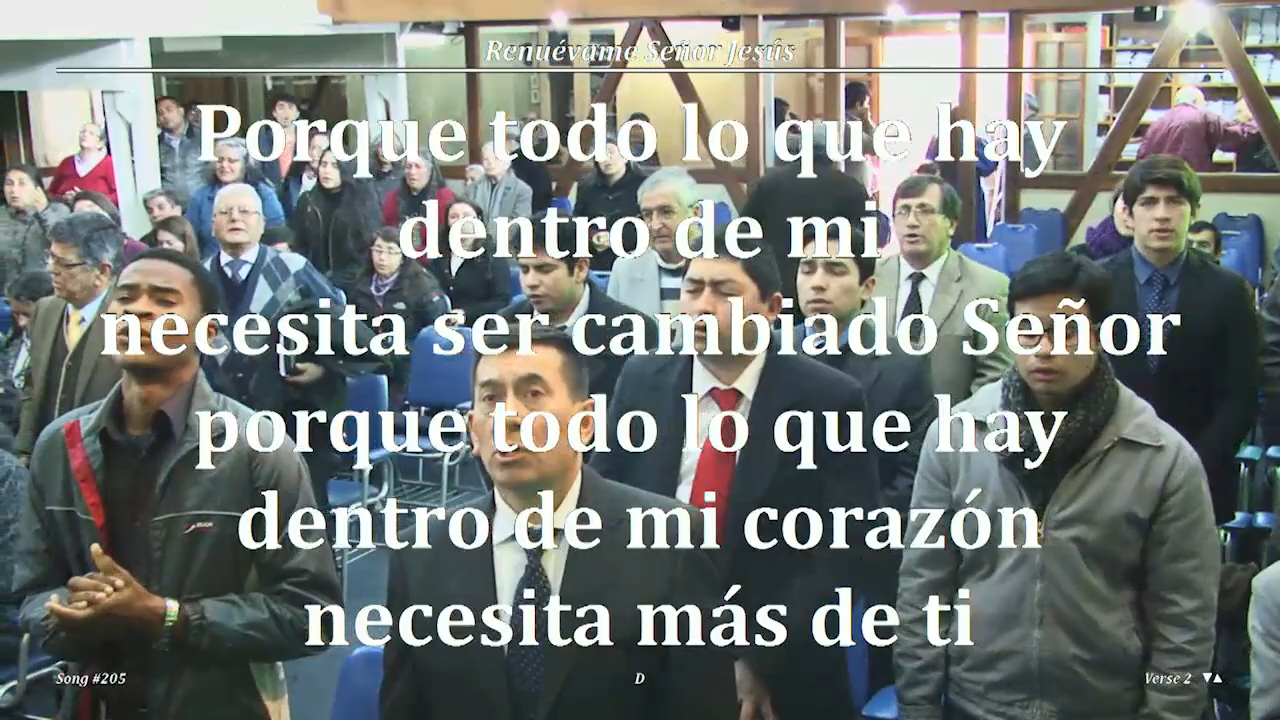 Renuévame Señor Jesús
Porque todo lo que hay
dentro de mi
necesita ser cambiado Señor
porque todo lo que hay
dentro de mi corazón
necesita más de ti
Song #205 D Verse 2 ▼▲